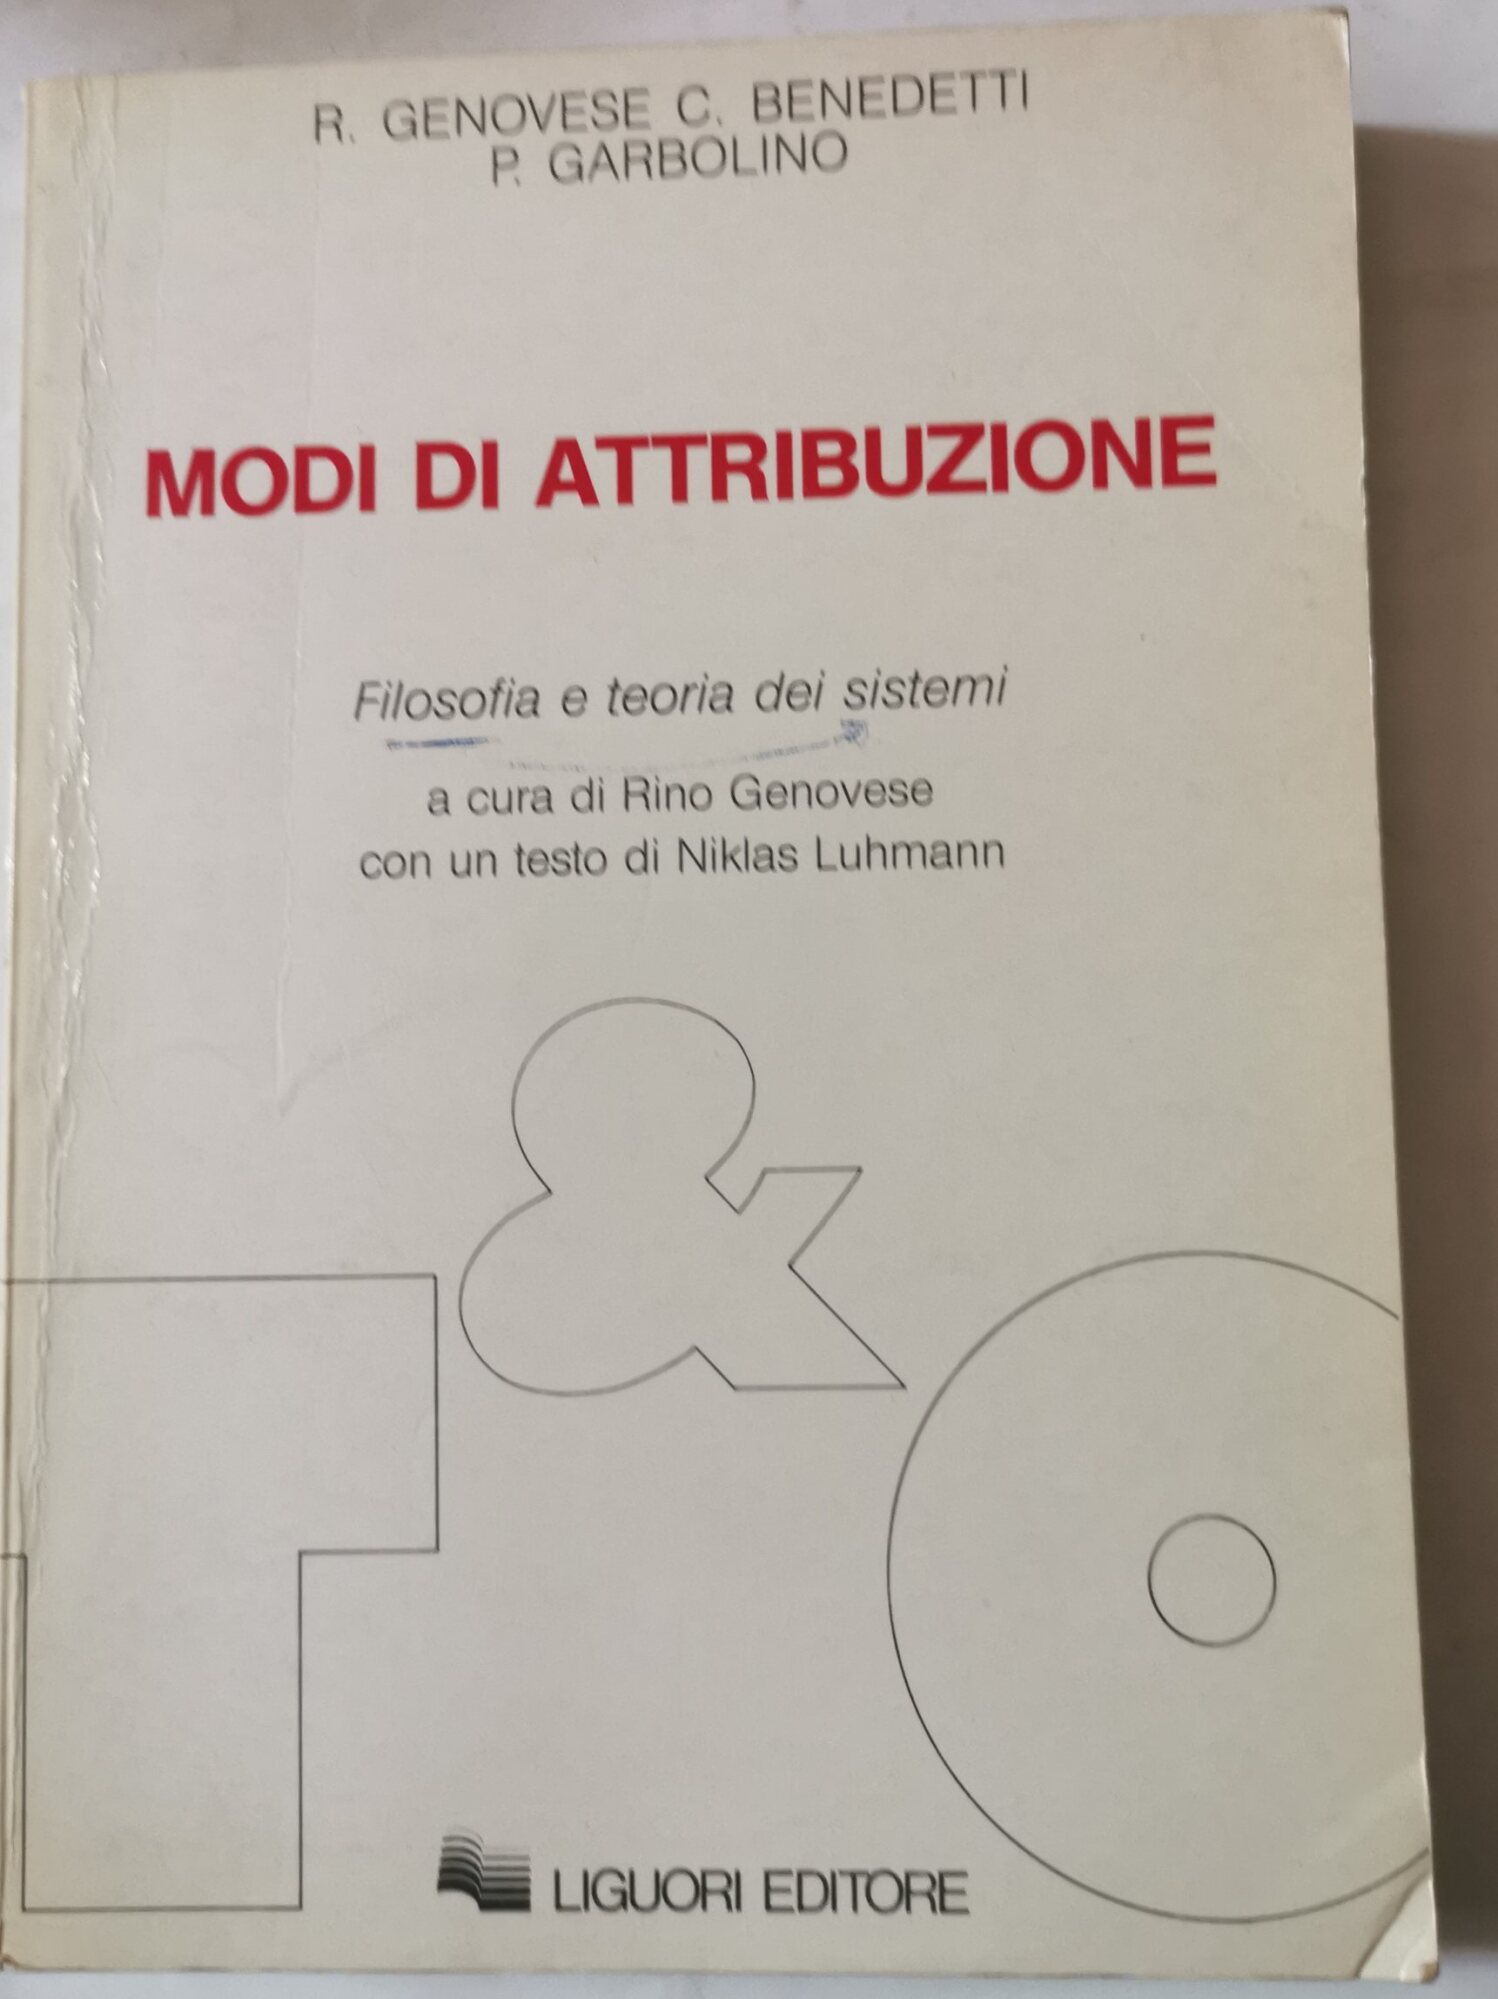 R. GENOVESE C. BENEDETTI
P. GARBOLINO
MODI DI ATTRIBUZIONE
Filosofia e teoria dei sistemi
a cura di Rino Genovese
con un testo di Niklas Luhmann
T&O
LIGUORI EDITORE